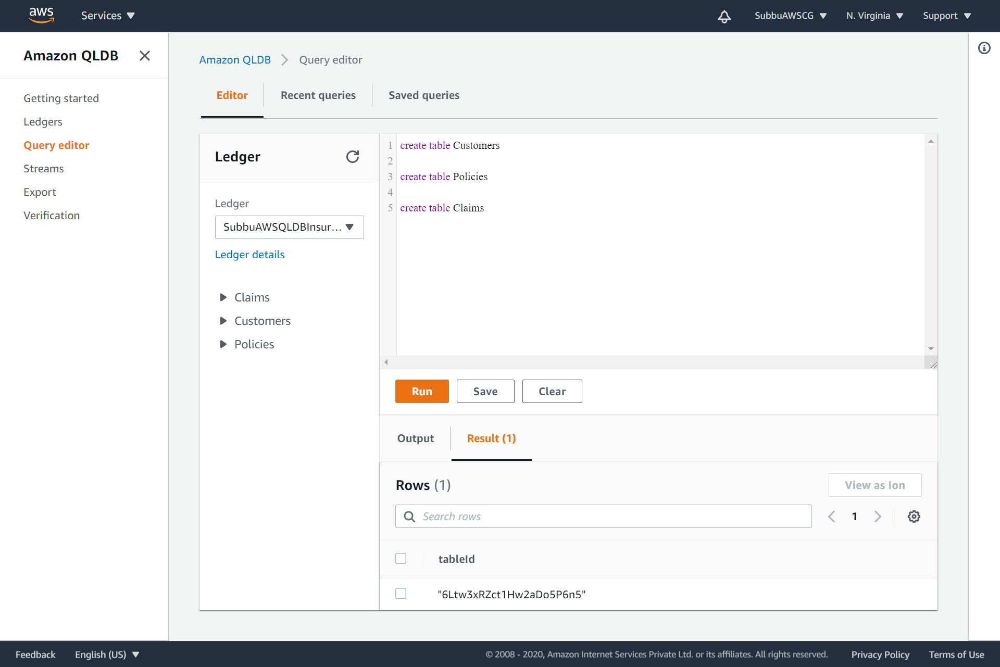 aws Services SubbuAWSCG N. Virginia Support
Amazon QLDB
Getting started
Ledgers
Query editor
Streams
Export
Verification
Amazon QLDB Query editor
Editor Recent queries Saved queries
Ledger
Ledger
SubbuAWSQLDBInsur...
Ledger details
Claims
Customers
Policies
1 create table Customers
2
3 create table Policies
4
5 create table Claims
Run Save Clear
Output Result (1)
Rows (1) View as Ion
Search rows 1
tableId
"6Ltw3xRZct1Hw2aDo5P6n5"
Feedback English (US) © 2008 - 2020, Amazon Internet Services Private Ltd. or its affiliates. All rights reserved. Privacy Policy Terms of Use